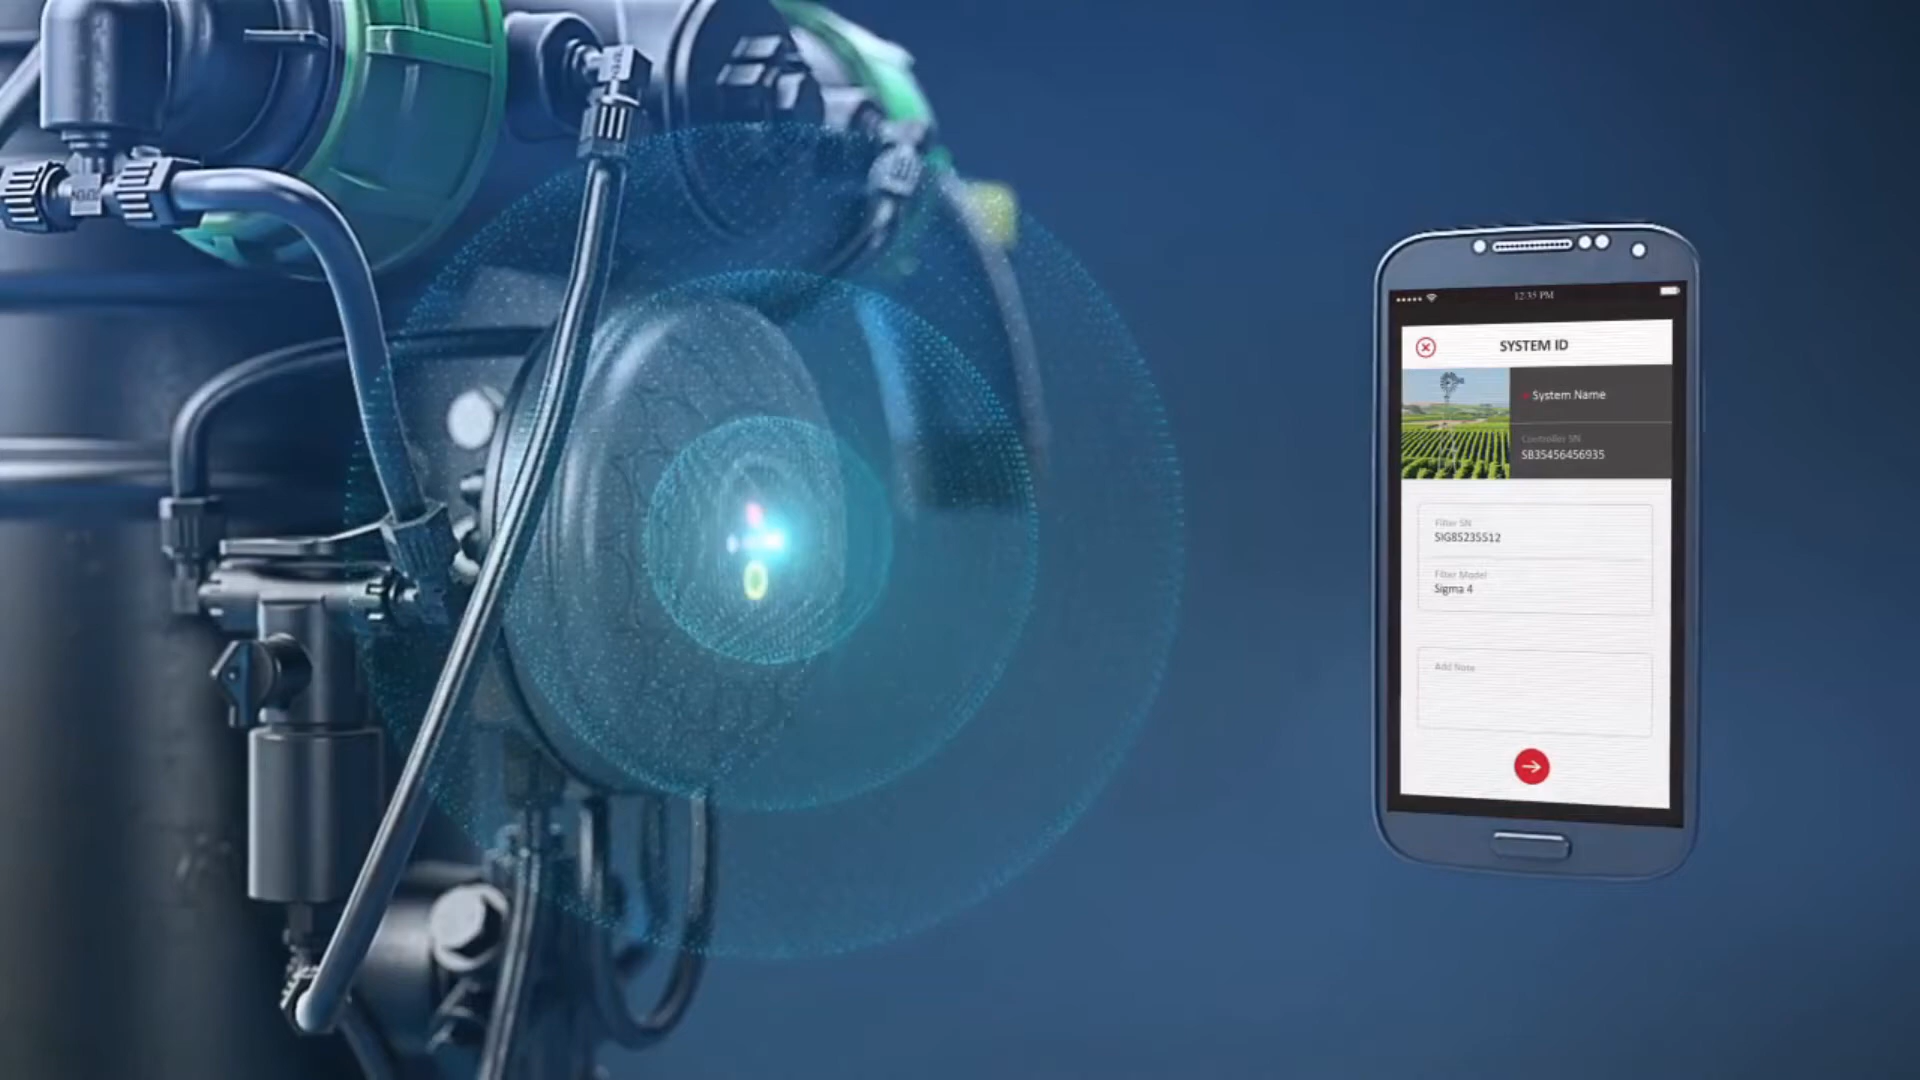 12:35 PM
SYSTEM ID
* System Name
Controller SN
SB35456456935
Filter SN
SIG85235512
Filter Model
Sigma 4
Add Note